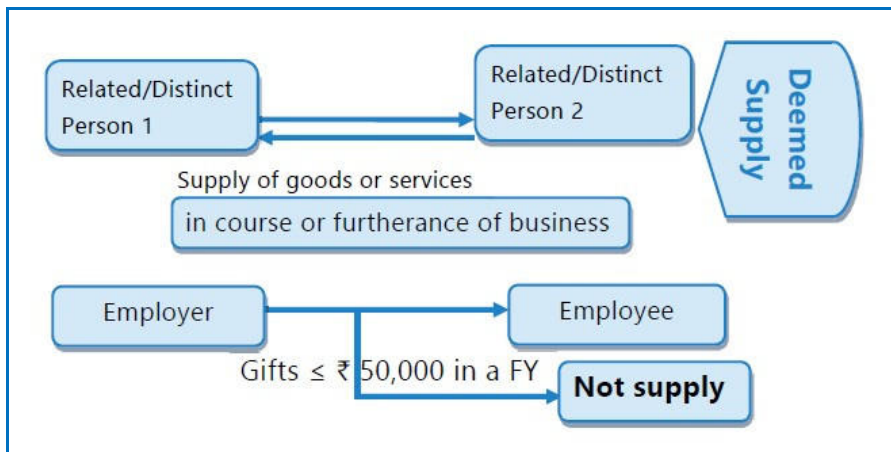 Related/Distinct
Person 1
Related/Distinct
Person 2
Deemed
Supply
Supply of goods or services
in course or furtherance of business
Employer
Employee
Gifts ≤ ₹ 50,000 in a FY
Not supply